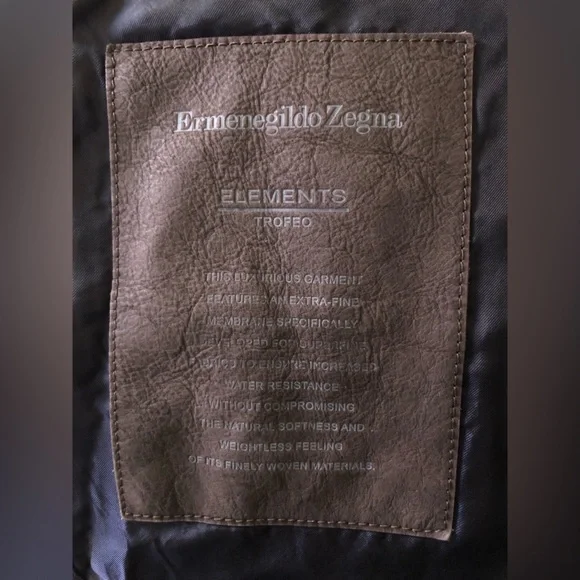 Ermenegildo Zegna
ELEMENTS
TROFEO
THIS LUXURIOUS GARMENT
FEATURES AN EXTRA-FINE
MEMBRANE SPECIFICALLY
DEVELOPED FOR OUR
FABRICS TO ENSURE INCREASED
WATER RESISTANCE
WITHOUT COMPROMISING
THE NATURAL SOFTNESS AND
WEIGHTLESS FEELING
OF ITS FINELY WOVEN MATERIALS.